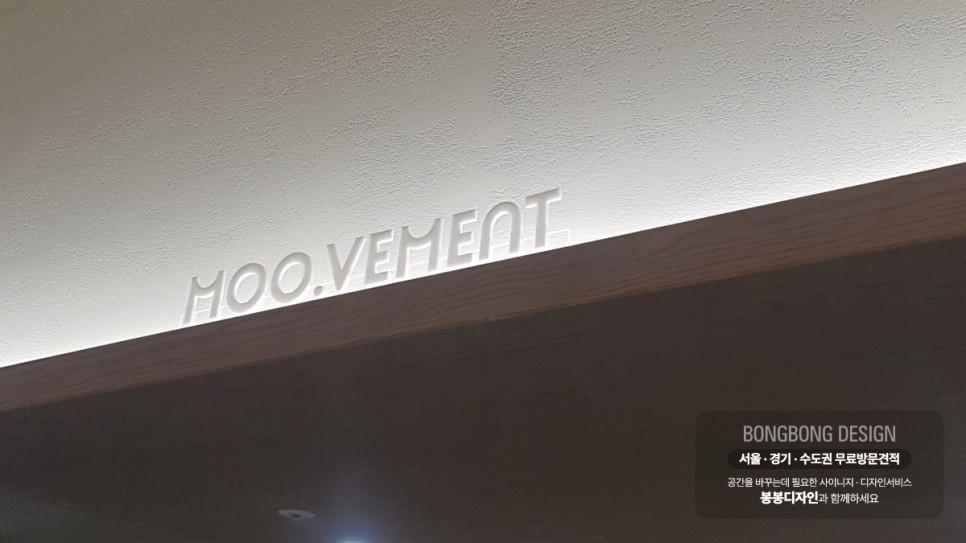 MOO.VEMENT
BONGBONG DESIGN
서울 · 경기 · 수도권 무료방문견적
공간을 바꾸는데 필요한 사이니지 · 디자인서비스
봉봉디자인과 함께하세요